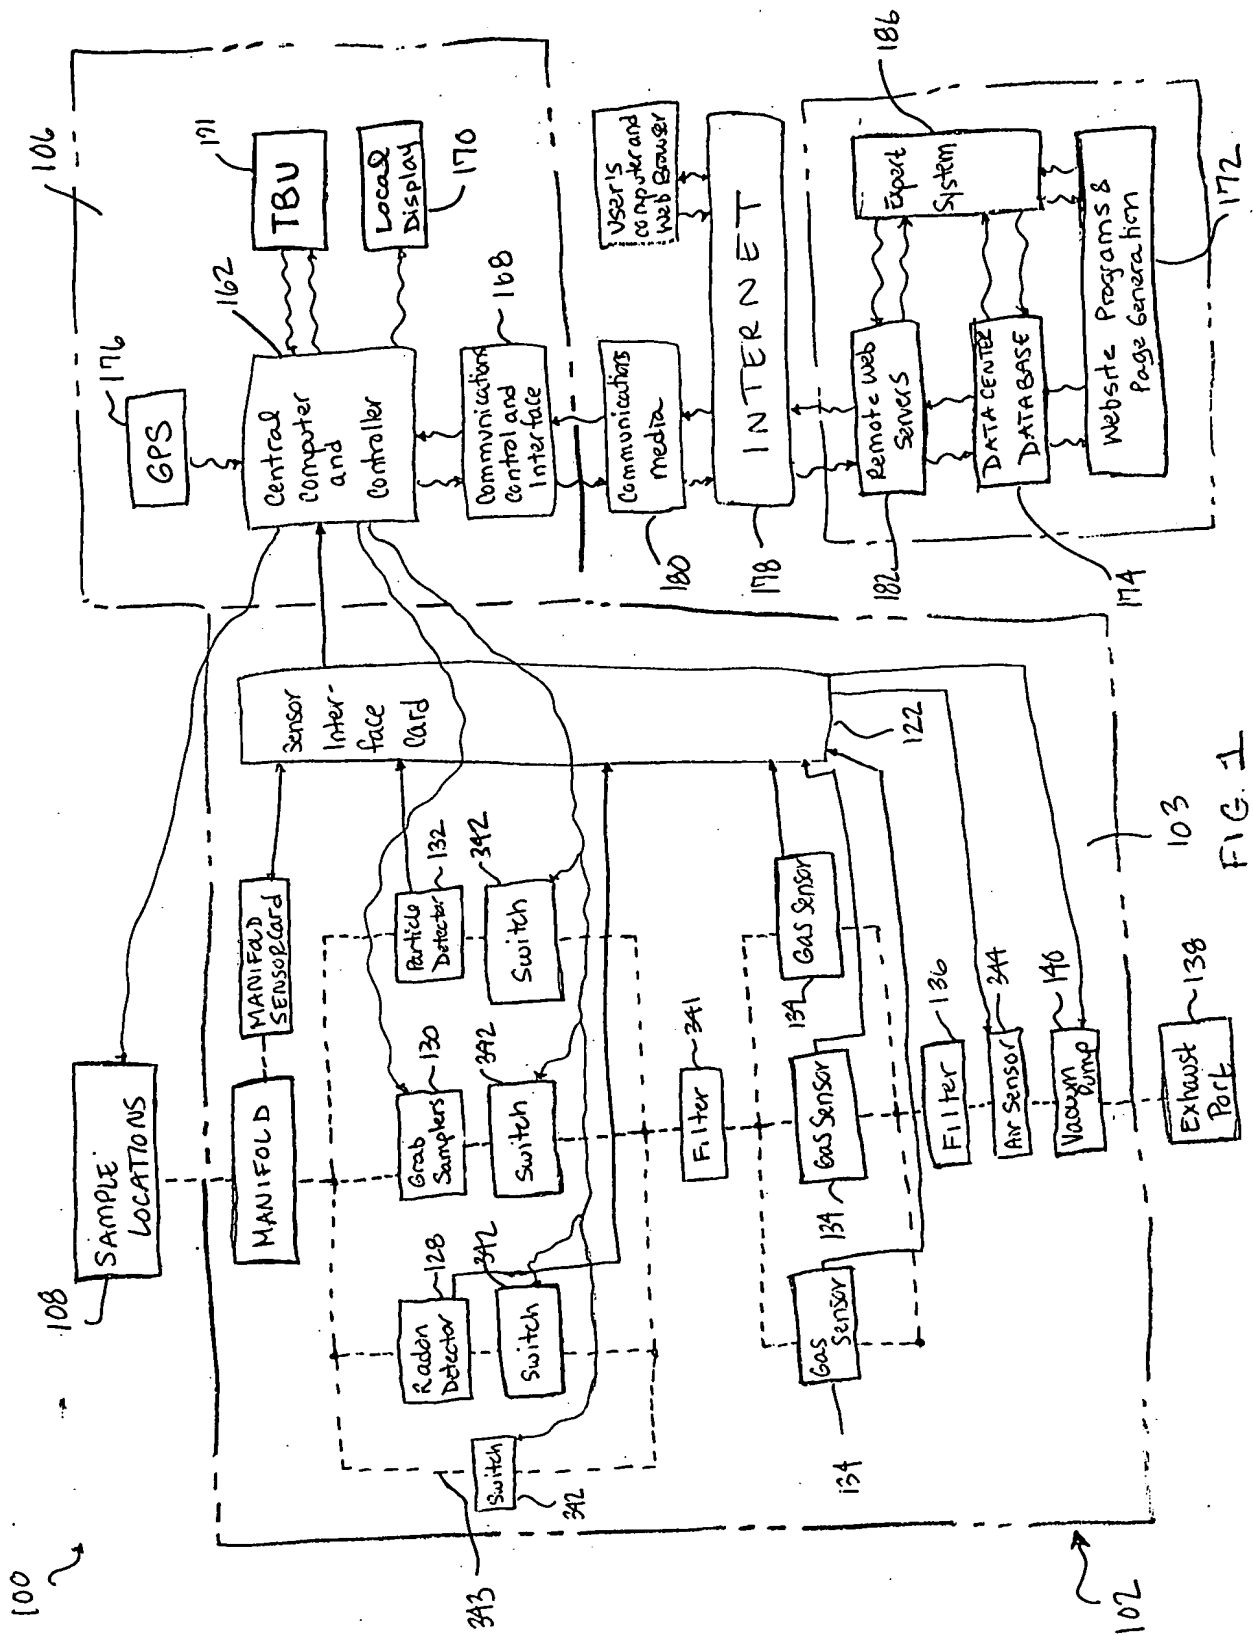 100
108
SAMPLE
LOCATIONS
106
176
GPS
162
Central
Computer
and
Controller
171
TBU
Local
Display
170
168
Communications
Control and
Interface
Communications
media
180
User's
Computer and
Web Browser
INTERNET
178
Remote Web
Servers
182
DATACENTER
DATABASE
174
Expert
System
186
Website Programs &
Page Generation
172
MANIFOLD
MANIFOLD
SENSORCARD
Sensor
Inter-
face
Card
122
Radon
Detector
128
Grab
Samplers
130
Particle
Detector
132
Switch
342
Switch
342
Switch
342
Switch
342
343
Filter
341
Gas
Sensor
134
Gas Sensor
134
Gas Sensor
134
Filter
136
Air Sensor
344
Vacuum
Pump
140
Exhaust
Port
138
103
102
FIG. 1